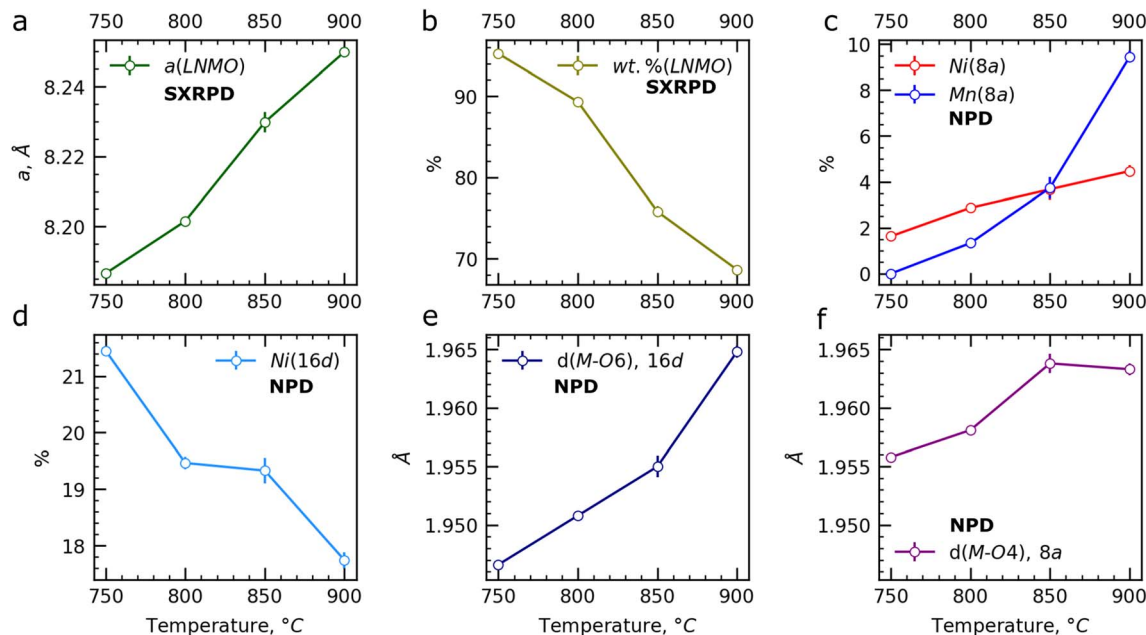 a
750 800 850 900
8.24
8.22
8.20
a, Å
a(LNMO)
SXRPD
750 800 850 900
b
750 800 850 900
90
80
70
%
wt. %(LNMO)
SXRPD
750 800 850 900
c
750 800 850 900
10
8
6
4
2
0
%
Ni(8a)
Mn(8a)
NPD
750 800 850 900
d
21
20
19
18
%
Ni(16d)
NPD
750 800 850 900
Temperature, °C
e
1.965
1.960
1.955
1.950
Å
d(M-O6), 16d
NPD
750 800 850 900
Temperature, °C
f
1.965
1.960
1.955
1.950
Å
NPD
d(M-O4), 8a
750 800 850 900
Temperature, °C